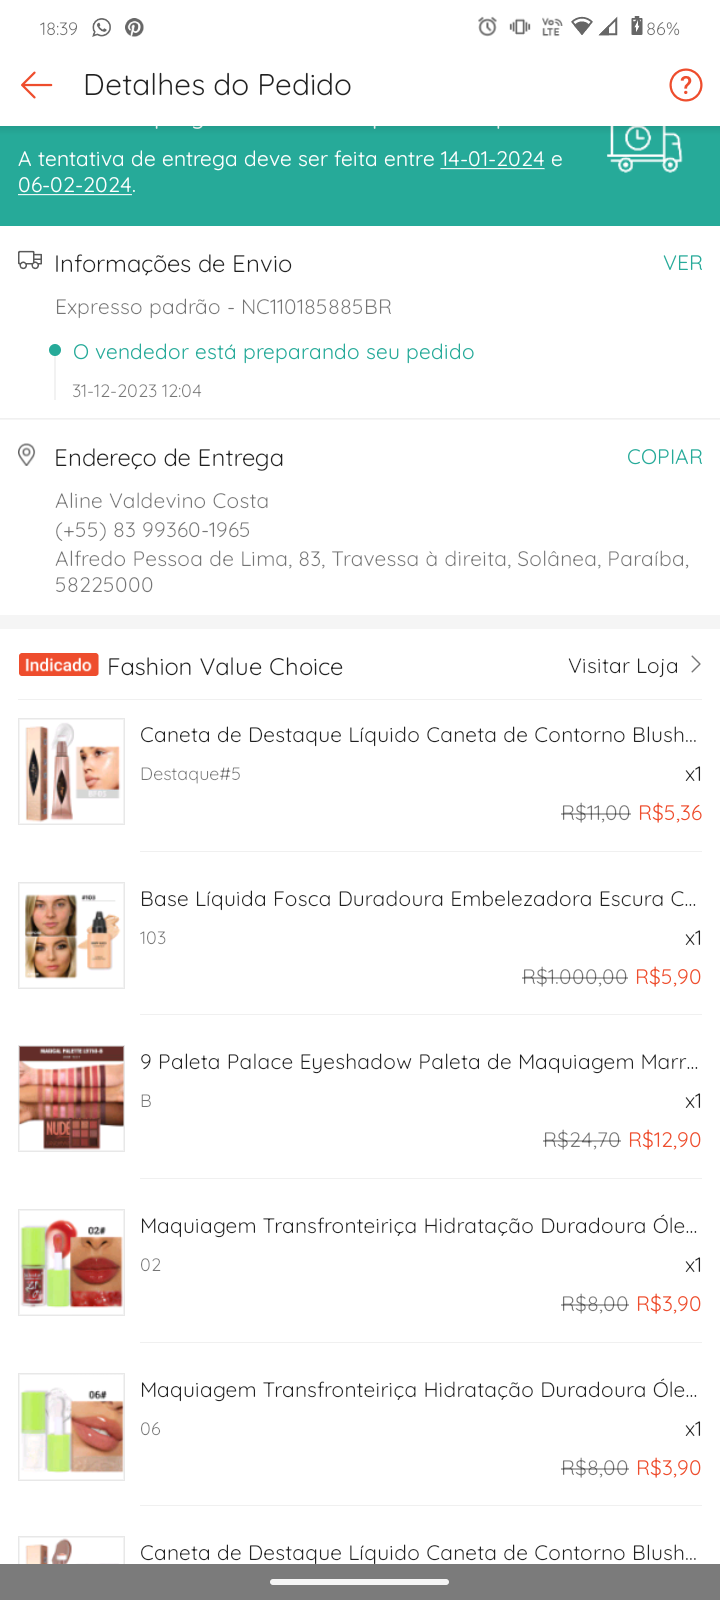 18:39
Vo)) LTE
86%
Detalhes do Pedido
A tentativa de entrega deve ser feita entre 14-01-2024 e
06-02-2024.
Informações de Envio
VER
Expresso padrão - NC110185885BR
O vendedor está preparando seu pedido
31-12-2023 12:04
Endereço de Entrega
COPIAR
Aline Valdevino Costa
(+55) 83 99360-1965
Alfredo Pessoa de Lima, 83, Travessa à direita, Solânea, Paraíba,
58225000
Indicado Fashion Value Choice
Visitar Loja
Caneta de Destaque Líquido Caneta de Contorno Blush...
Destaque#5
x1
R$11,00 R$5,36
#103
Base Líquida Fosca Duradoura Embelezadora Escura C...
103
x1
R$1.000,00 R$5,90
NUDE
9 Paleta Palace Eyeshadow Paleta de Maquiagem Marr...
B
x1
R$24,70 R$12,90
02#
Maquiagem Transfronteiriça Hidratação Duradoura Óle...
02
x1
R$8,00 R$3,90
06#
Maquiagem Transfronteiriça Hidratação Duradoura Óle...
06
x1
R$8,00 R$3,90
Caneta de Destaque Líquido Caneta de Contorno Blush...